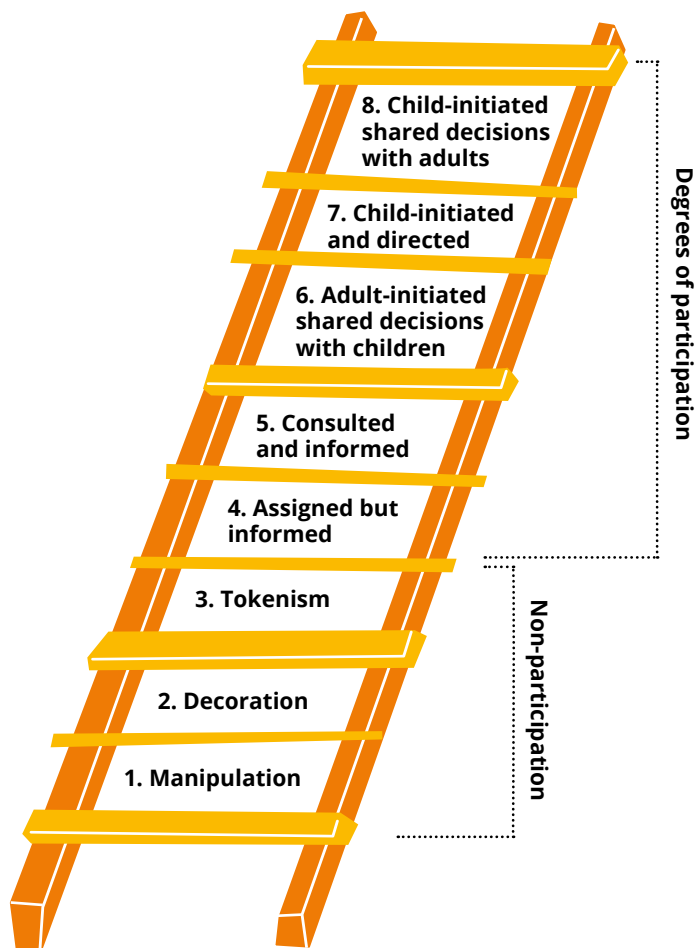 8. Child-initiated
shared decisions
with adults
7. Child-initiated
and directed
6. Adult-initiated
shared decisions
with children
5. Consulted
and informed
4. Assigned but
informed
3. Tokenism
2. Decoration
1. Manipulation
Degrees of participation
Non-participation